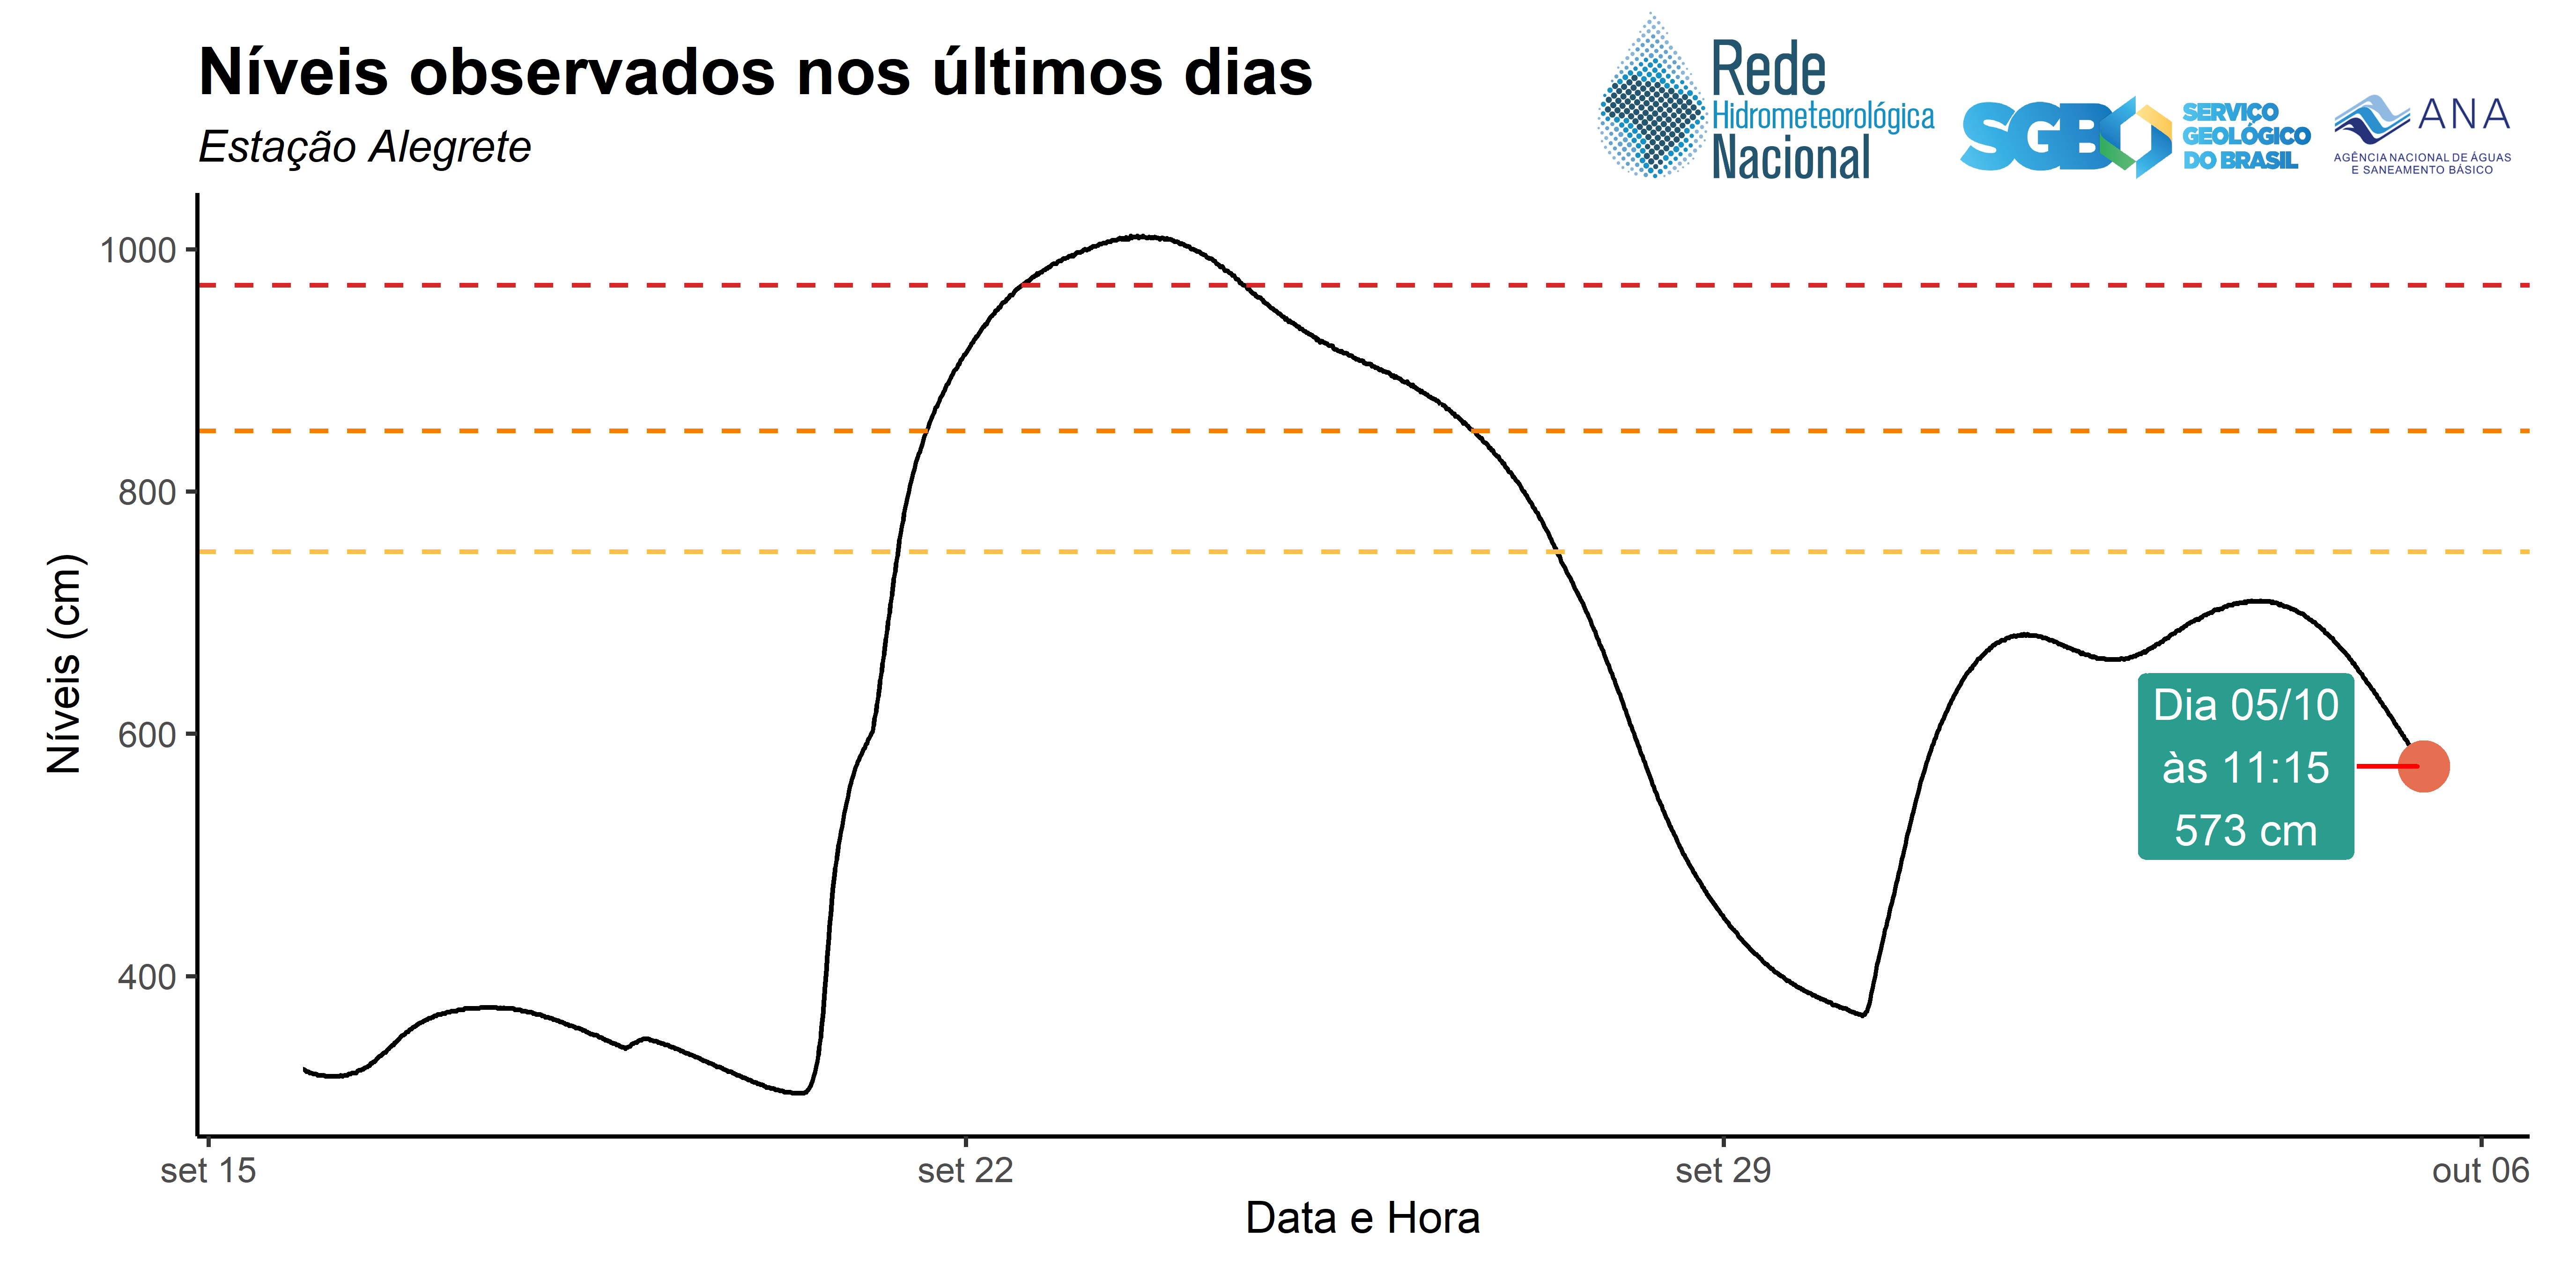 Níveis observados nos últimos dias
Estação Alegrete
Rede
Hidrometeorológica
Nacional
SGB
SERVIÇO
GEOLÓGICO
DO BRASIL
ANA
AGÊNCIA NACIONAL DE ÁGUAS
E SANEAMENTO BÁSICO
Níveis (cm)
1000
800
600
400
Dia 05/10
às 11:15
573 cm
set 15
set 22
set 29
out 06
Data e Hora